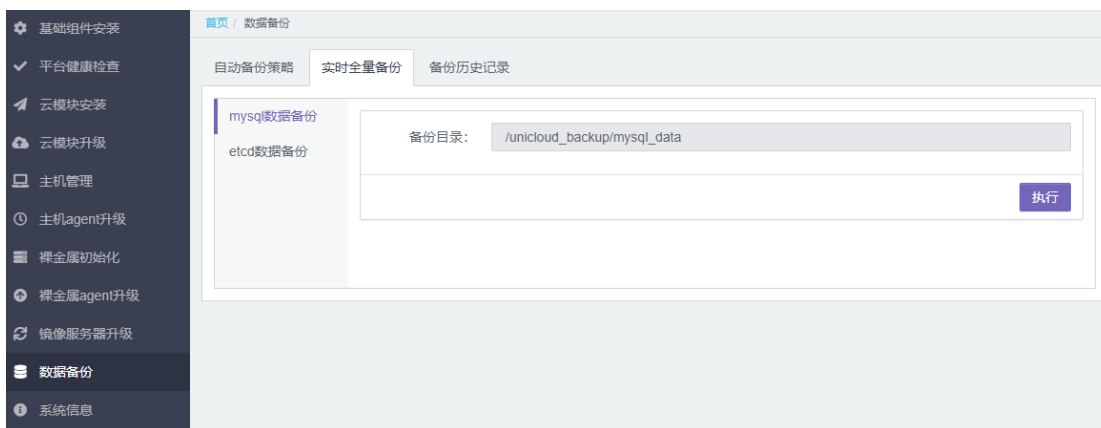 基础组件安装
平台健康检查
云模块安装
云模块升级
主机管理
主机agent升级
裸金属初始化
裸金属agent升级
镜像服务器升级
数据备份
系统信息
首页 / 数据备份
自动备份策略 实时全量备份 备份历史记录
mysql数据备份
etcd数据备份
备份目录: /unicloud_backup/mysql_data
执行